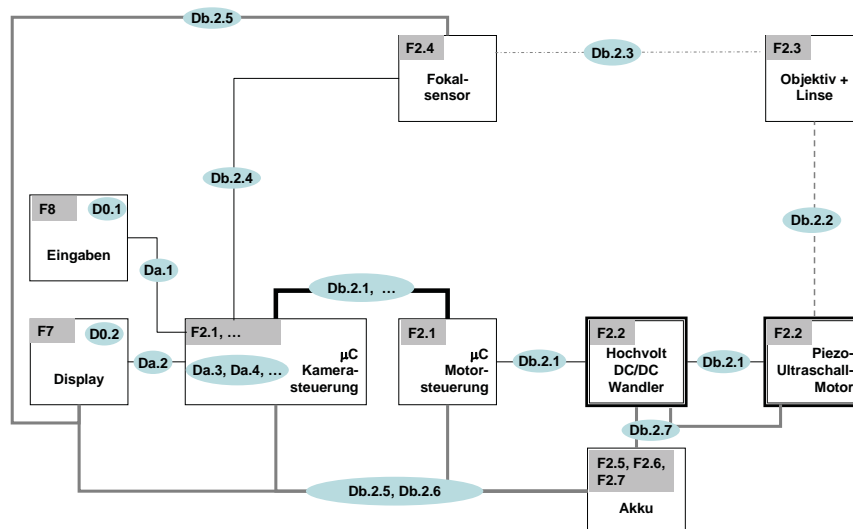 Db.2.5
F2.4
Fokal-
sensor
Db.2.3
F2.3
Objektiv +
Linse
Db.2.4
Db.2.2
F8
D0.1
Eingaben
Da.1
Db.2.1, …
F7
D0.2
Display
Da.2
F2.1, …
Da.3, Da.4, …
µC
Kamera-
steuerung
F2.1
µC
Motor-
steuerung
Db.2.1
F2.2
Hochvolt
DC/DC
Wandler
Db.2.1
F2.2
Piezo-
Ultraschall-
Motor
Db.2.7
Db.2.5, Db.2.6
F2.5, F2.6,
F2.7
Akku